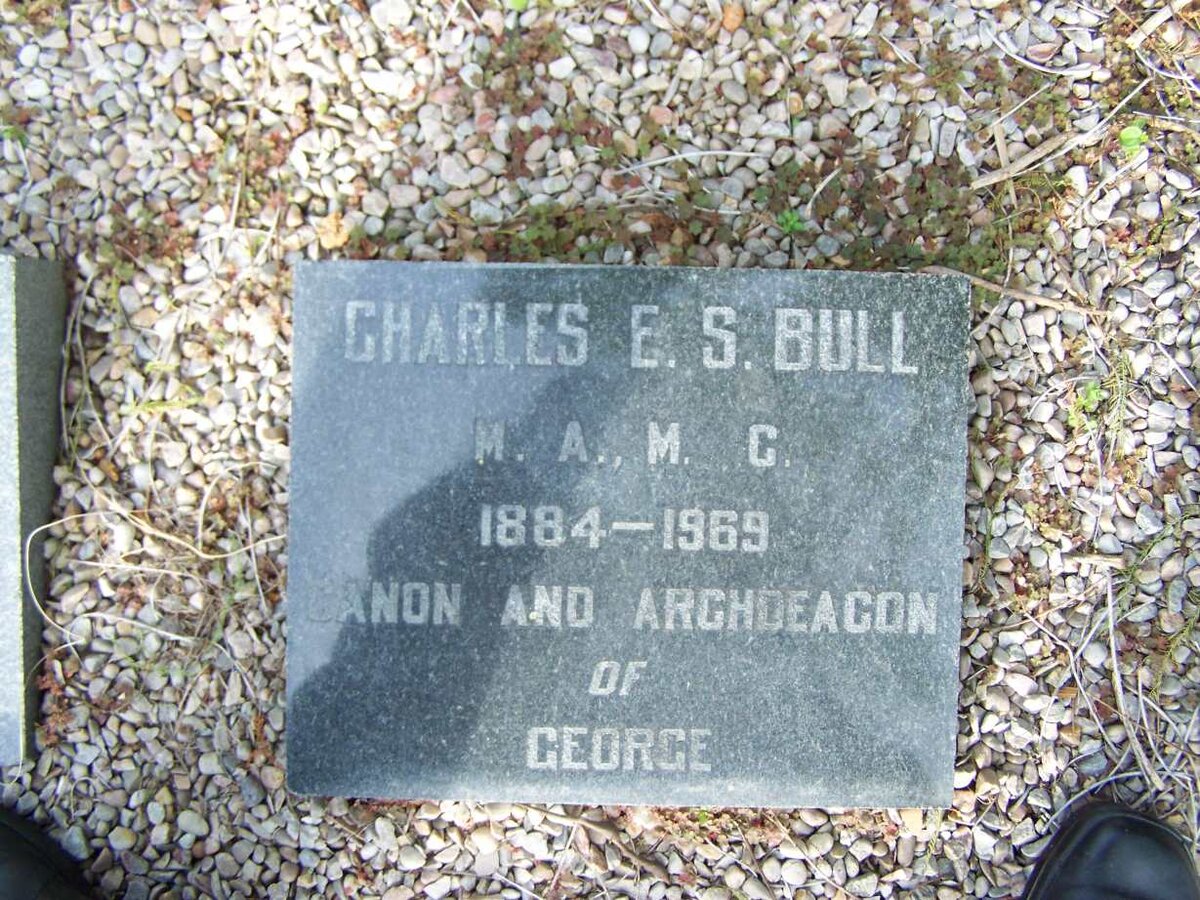 CHARLES E. S. BULL
M. A., M. C.
1884—1969
CANON AND ARCHDEACON
OF
GEORGE